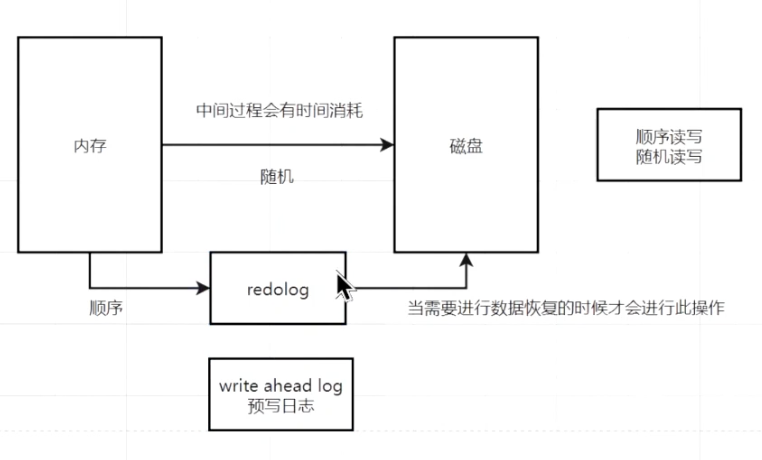 中间过程会有时间消耗
内存
磁盘
顺序读写
随机读写
随机
redolog
顺序
当需要进行数据恢复的时候才会进行此操作
write ahead log
预写日志